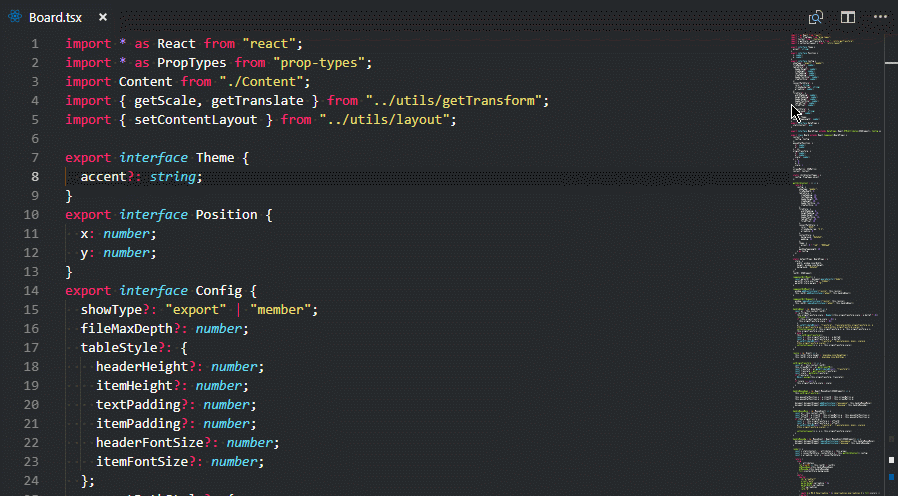 Board.tsx
1 import * as React from "react";
2 import * as PropTypes from "prop-types";
3 import Content from "./Content";
4 import { getScale, getTranslate } from "../utils/getTransform";
5 import { setContentLayout } from "../utils/layout";
6
7 export interface Theme {
8 accent?: string;
9 }
10 export interface Position {
11 x: number;
12 y: number;
13 }
14 export interface Config {
15 showType?: "export" | "member";
16 fileMaxDepth?: number;
17 tableStyle?: {
18 headerHeight?: number;
19 itemHeight?: number;
20 textPadding?: number;
21 itemPadding?: number;
22 headerFontSize?: number;
23 itemFontSize?: number;
24 };